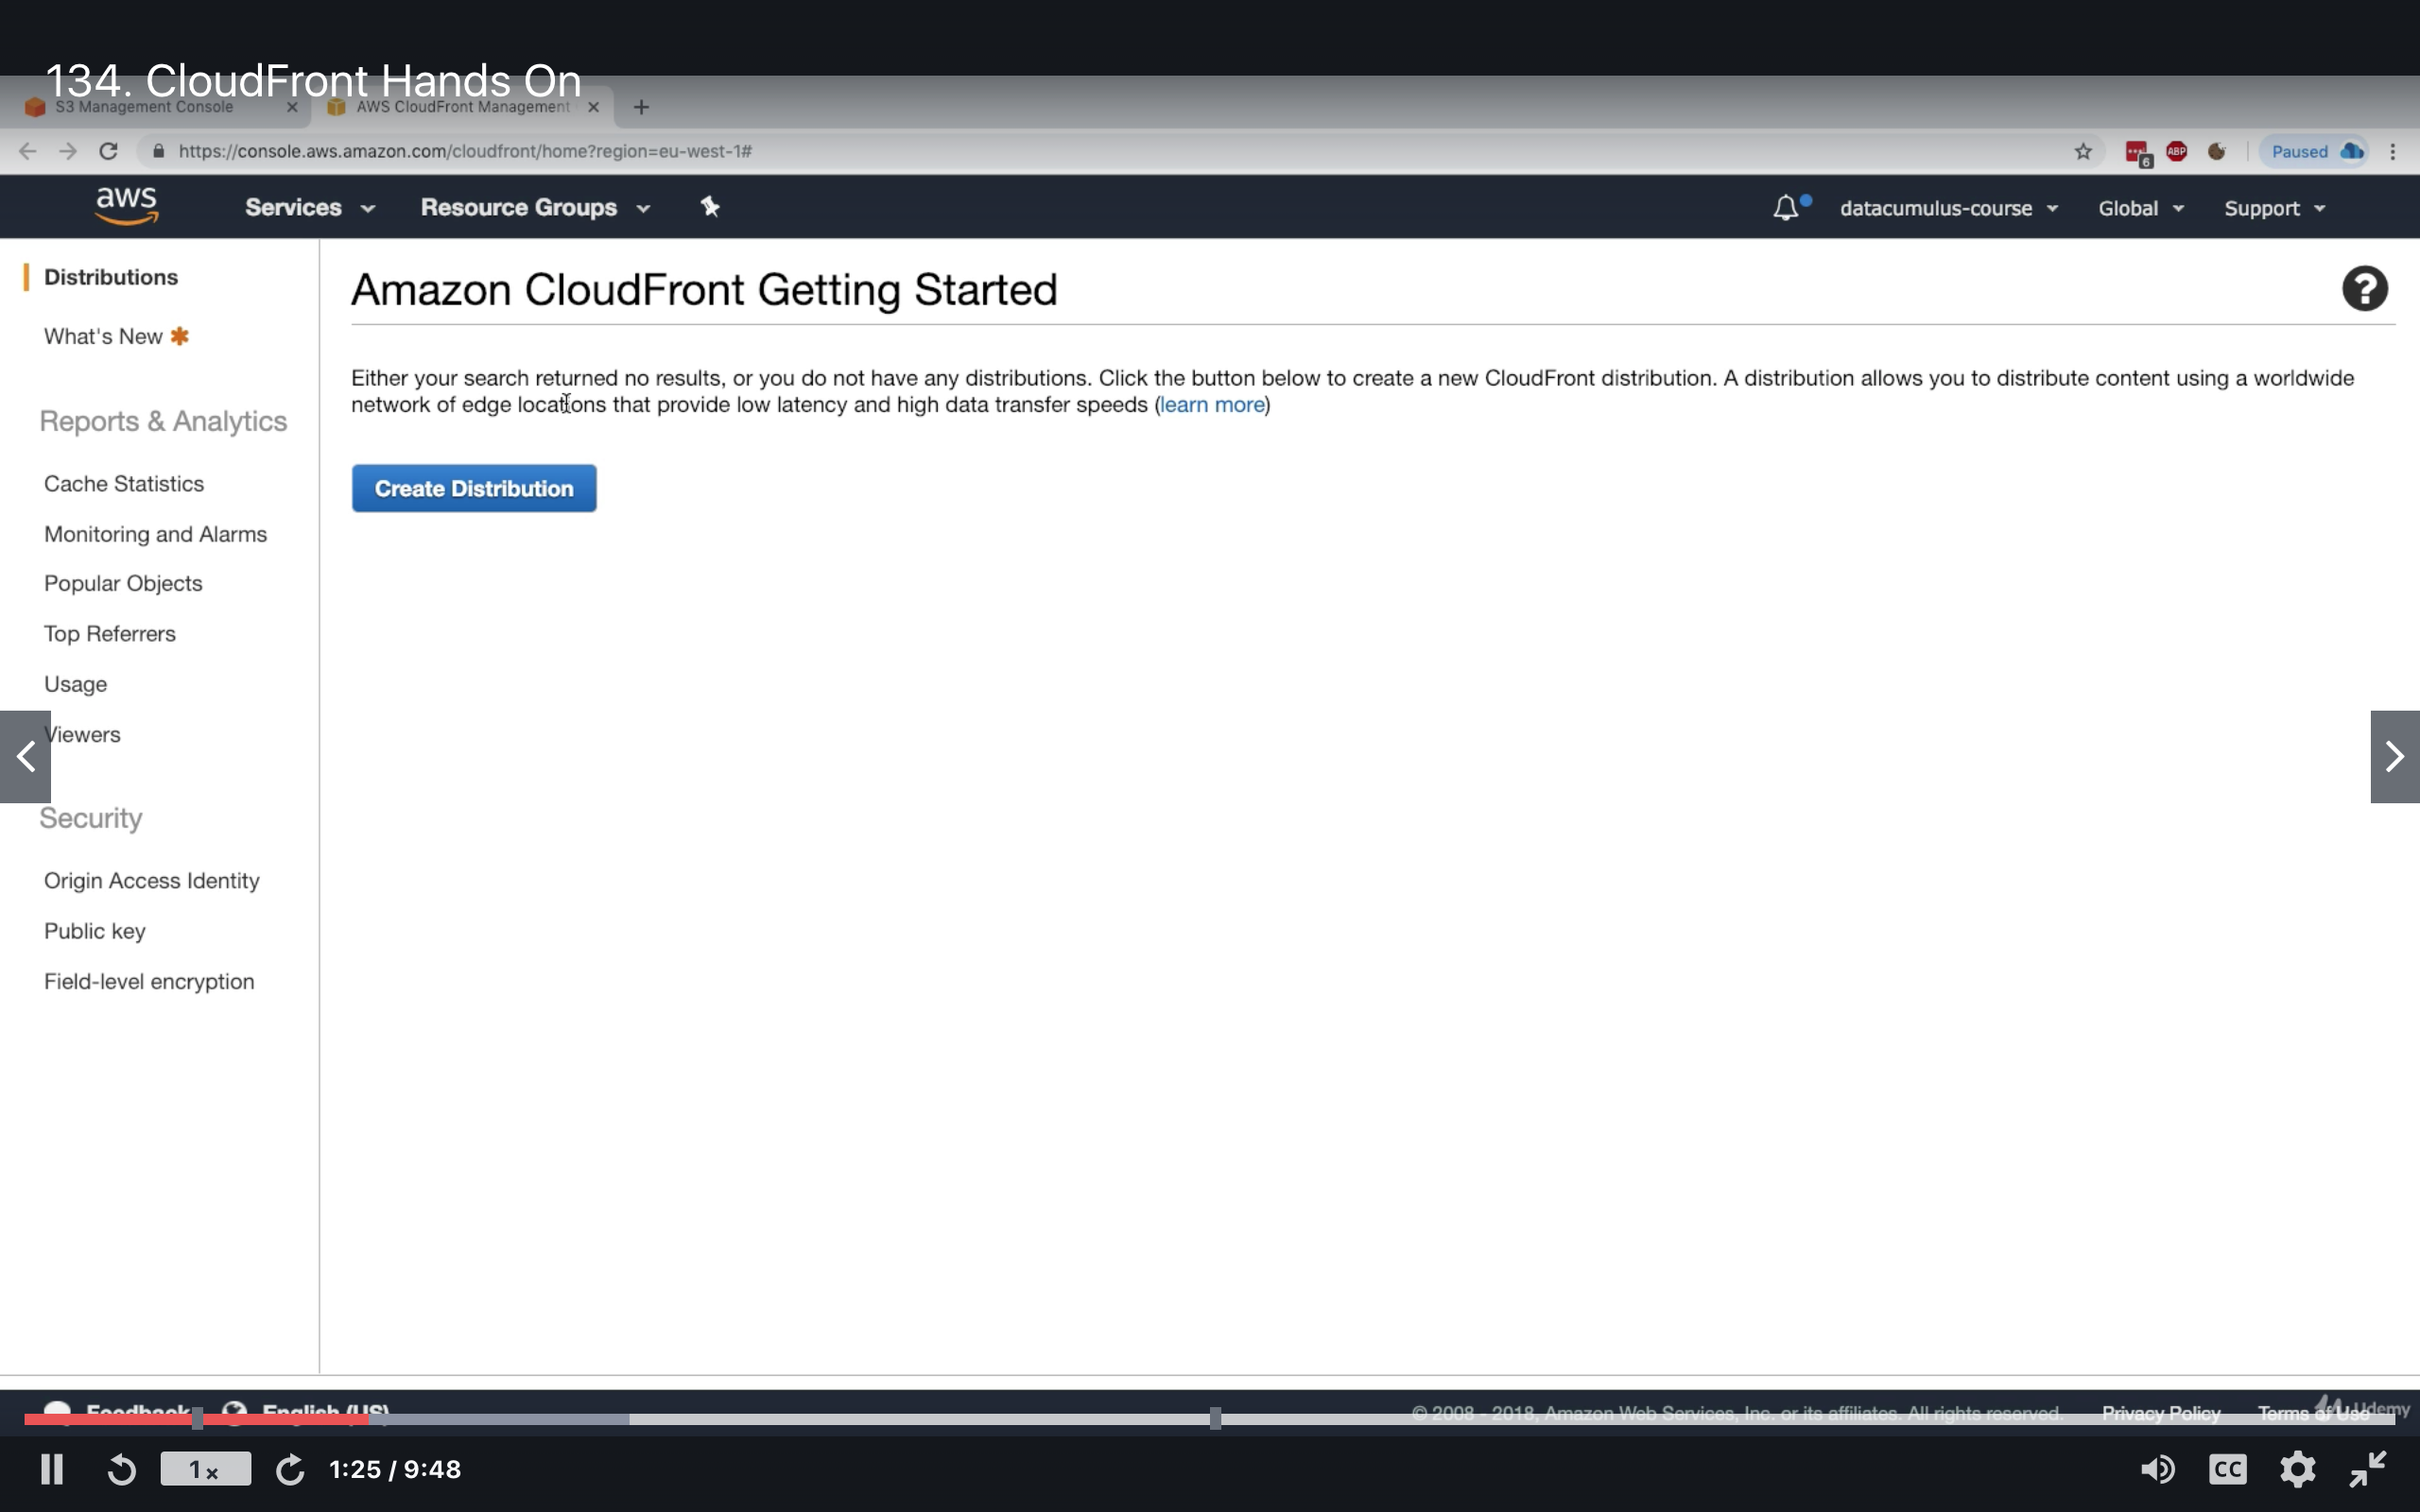 134. CloudFront Hands On
S3 Management Console
AWS CloudFront Management
https://console.aws.amazon.com/cloudfront/home?region=eu-west-1#
6
ABP
Paused
aws
Services
Resource Groups
datacumulus-course
Global
Support
Distributions
What's New
Reports & Analytics
Cache Statistics
Monitoring and Alarms
Popular Objects
Top Referrers
Usage
Viewers
Security
Origin Access Identity
Public key
Field-level encryption
Amazon CloudFront Getting Started
?
Either your search returned no results, or you do not have any distributions. Click the button below to create a new CloudFront distribution. A distribution allows you to distribute content using a worldwide
network of edge locations that provide low latency and high data transfer speeds (learn more)
Create Distribution
Feedback
English (US)
© 2008 - 2018, Amazon Web Services, Inc. or its affiliates. All rights reserved.
Privacy Policy
Terms of Use
Udemy
1 x
1:25 / 9:48
CC